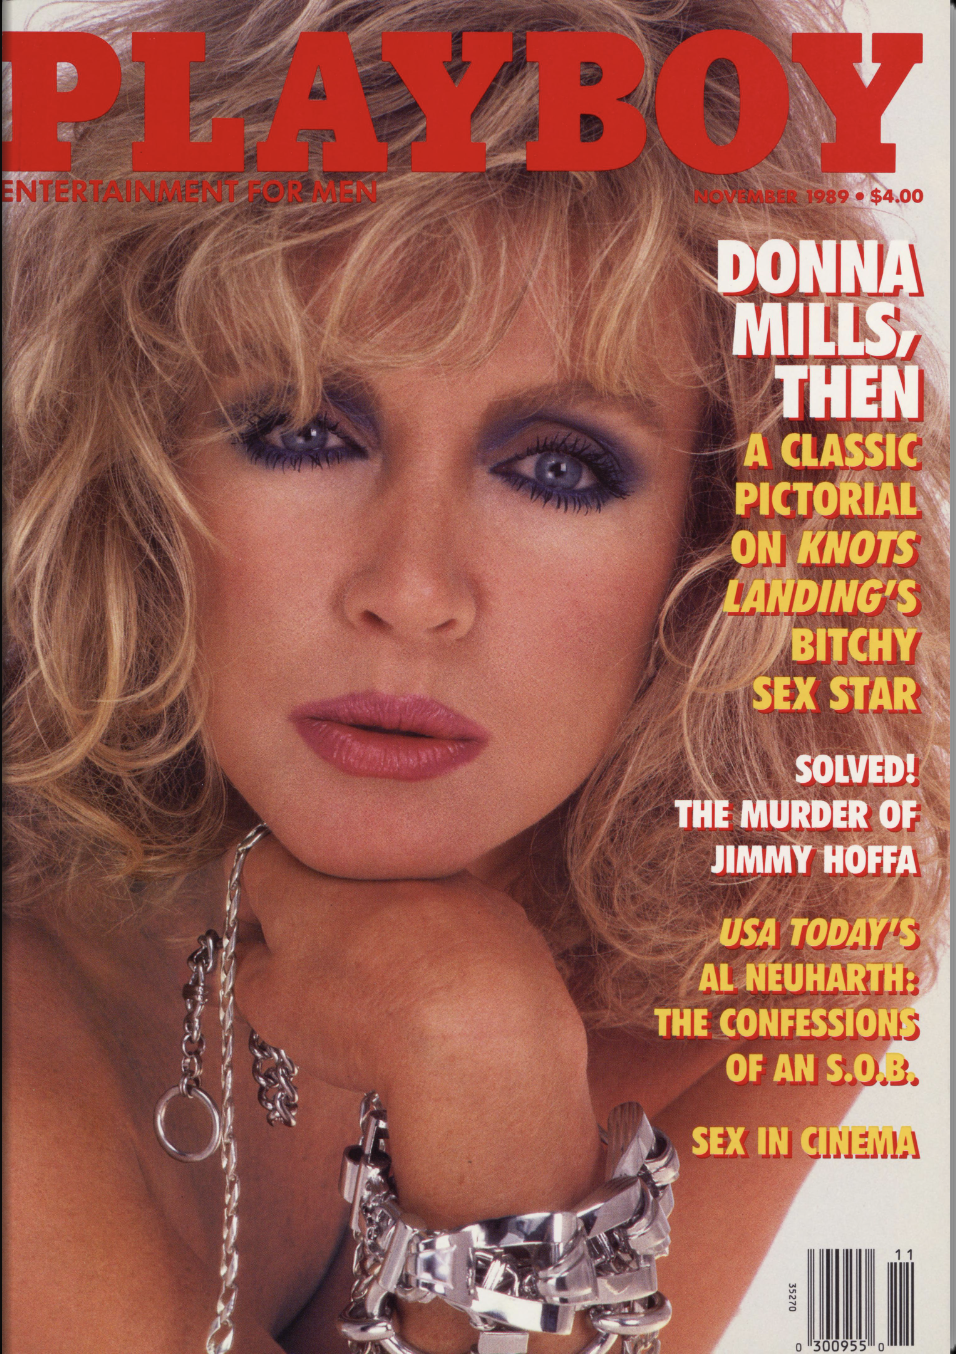 PLAYBOY
ENTERTAINMENT FOR MEN
NOVEMBER 1989 • $4.00
DONNA
MILLS,
THEN
A CLASSIC
PICTORIAL
ON KNOTS
LANDING'S
BITCHY
SEX STAR
SOLVED!
THE MURDER OF
JIMMY HOFFA
USA TODAY'S
AL NEUHARTH:
THE CONFESSIONS
OF AN S.O.B.
SEX IN CINEMA
11
35270
0 300955 0